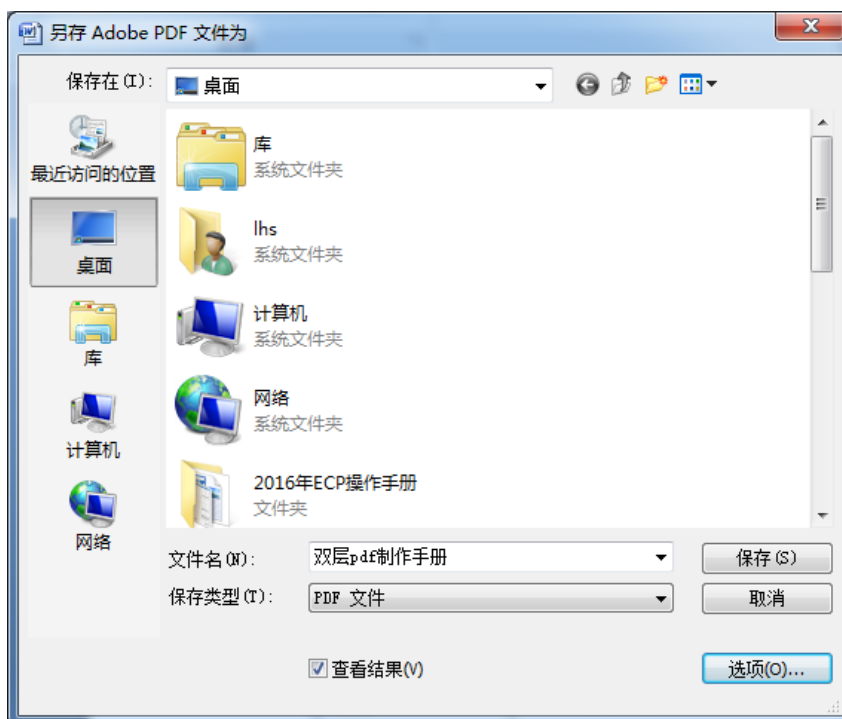 另存 Adobe PDF 文件为
保存在(I):
桌面
最近访问的位置
桌面
库
计算机
网络
库
系统文件夹
lhs
系统文件夹
计算机
系统文件夹
网络
系统文件夹
2016年ECP操作手册
文件夹
文件名(N):
双层pdf制作手册
保存(S)
保存类型(T):
PDF 文件
取消
查看结果(V)
选项(O)...